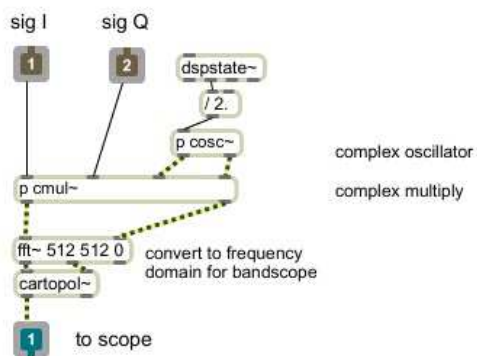 sig I
sig Q
1
2
dspstate~
/ 2.
p cosc~
complex oscillator
p cmul~
complex multiply
fft~ 512 512 0
convert to frequency
domain for bandscope
cartopol~
1
to scope